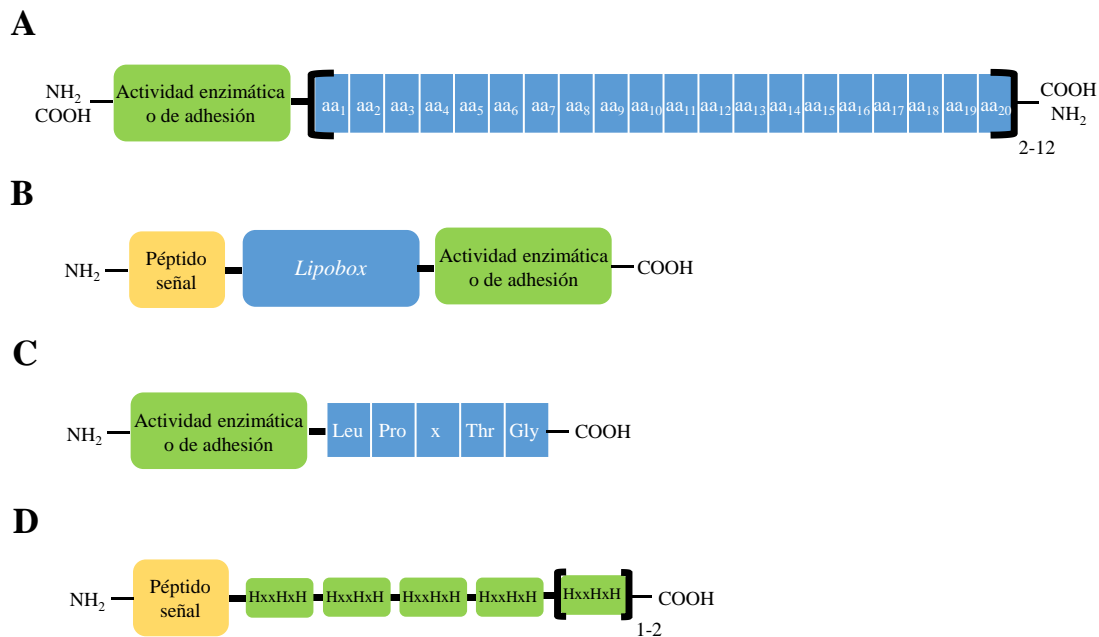 A
NH₂
COOH
Actividad enzimática
o de adhesión
aa₁ aa₂ aa₃ aa₄ aa₅ aa₆ aa₇ aa₈ aa₉ aa₁₀ aa₁₁ aa₁₂ aa₁₃ aa₁₄ aa₁₅ aa₁₆ aa₁₇ aa₁₈ aa₁₉ aa₂₀
2-12
COOH
NH₂
B
NH₂
Péptido
señal
Lipobox
Actividad enzimática
o de adhesión
COOH
C
NH₂
Actividad enzimática
o de adhesión
Leu Pro x Thr Gly
COOH
D
NH₂
Péptido
señal
HxxHxH HxxHxH HxxHxH HxxHxH HxxHxH
1-2
COOH